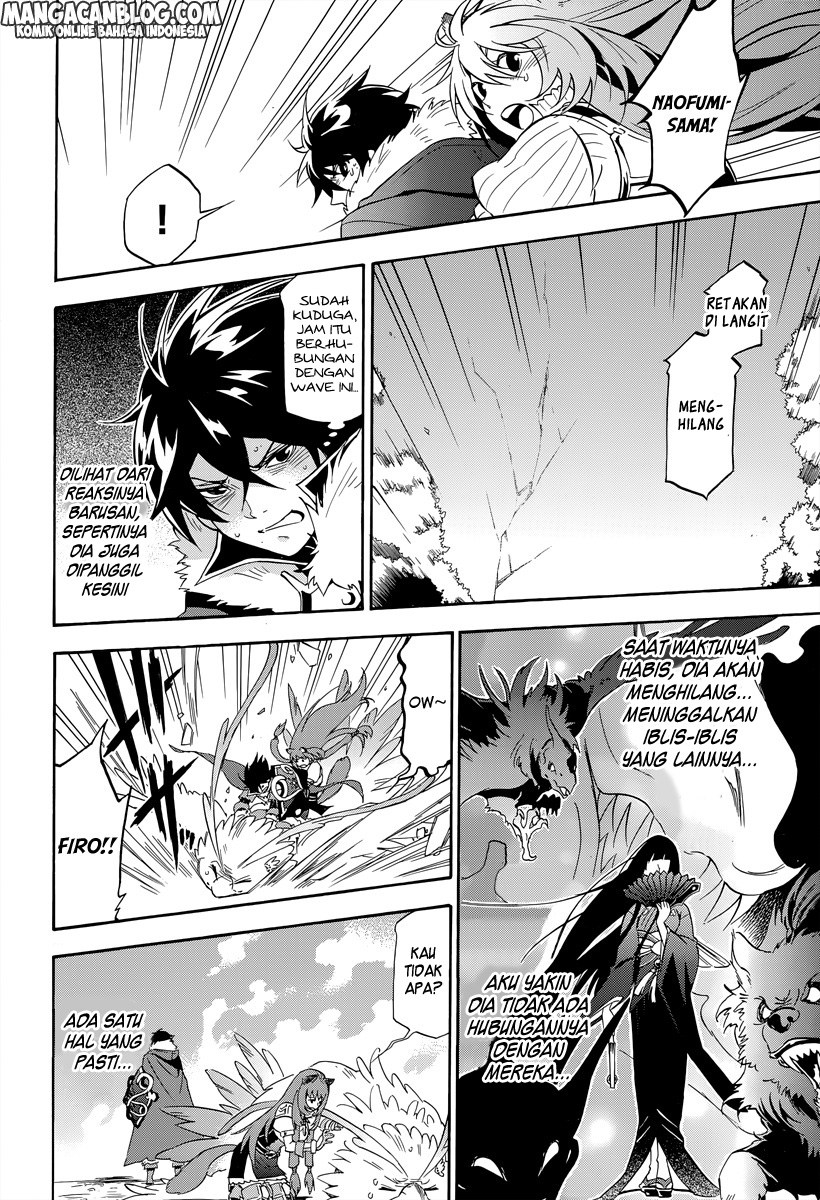 MANGACANBLOG.COM
KOMIK ONLINE BAHASA INDONESIA
NAOFUMI-
SAMA!
!
RETAKAN
DI LANGIT
MENG-
HILANG
SUDAH
KUDUGA,
JAM ITU
BERHU-
BUNGAN
DENGAN
WAVE INI...
DILIHAT DARI
REAKSINYA
BARUSAN,
SEPERTINYA
DIA JUGA
DIPANGGIL
KESINI
SAAT WAKTUNYA
HABIS, DIA AKAN
MENGHILANG...
MENINGGALKAN
IBLIS-IBLIS
YANG LAINNYA...
AKU YAKIN
DIA TIDAK ADA
HUBUNGANNYA
DENGAN
MEREKA...
OW~
FIRO!!
KAU
TIDAK
APA?
ADA SATU
HAL YANG
PASTI...